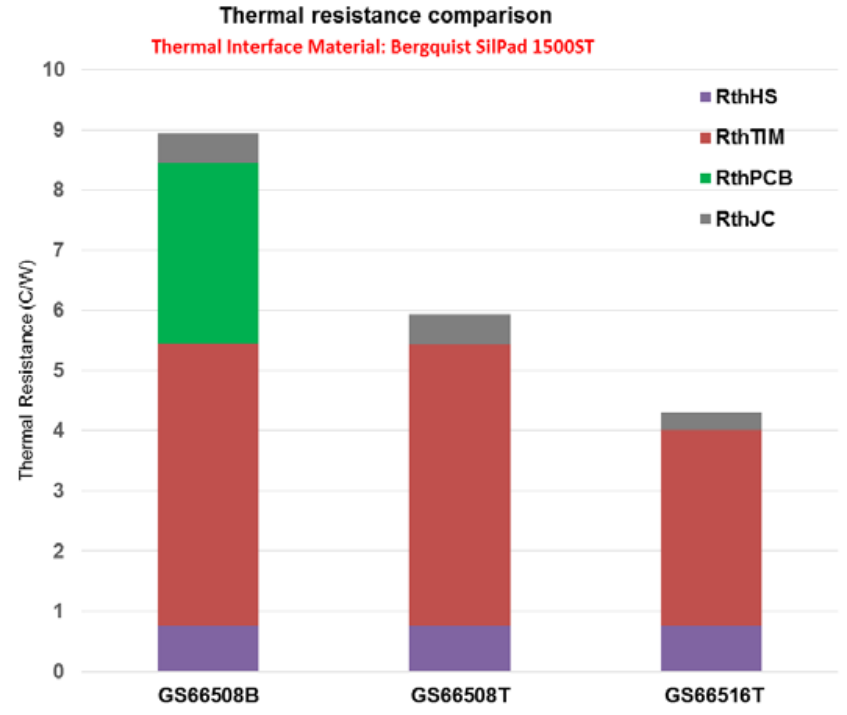 Thermal resistance comparison
Thermal Interface Material: Bergquist SilPad 1500ST
10
9
8
7
6
5
4
3
2
1
0
Thermal Resistance (C/W)
RthHS
RthTIM
RthPCB
RthJC
GS66508B GS66508T GS66516T